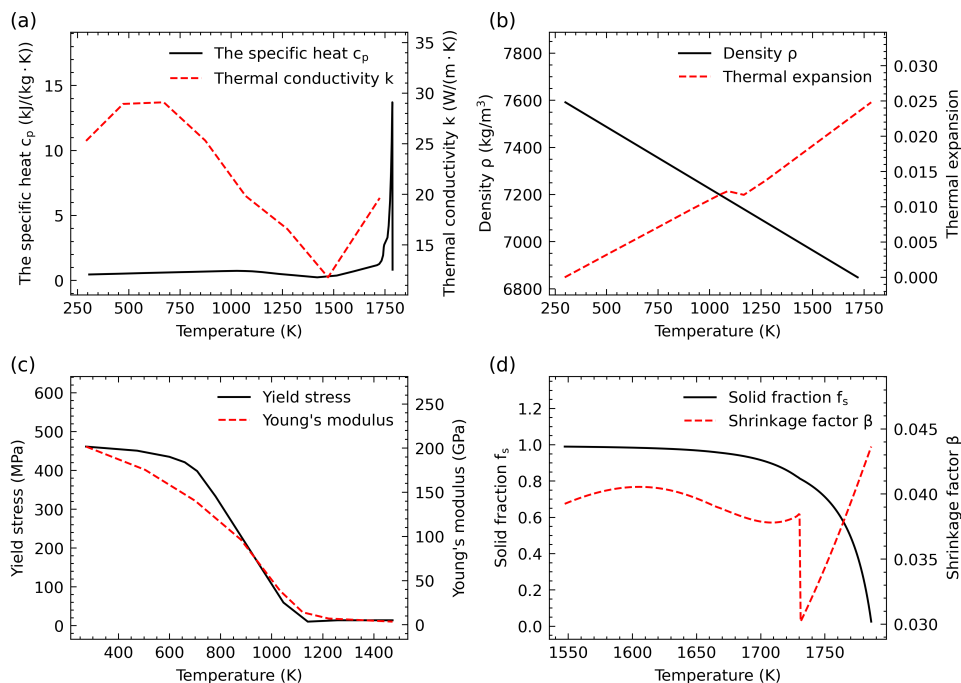 (a)
The specific heat cₚ
Thermal conductivity k
The specific heat cₚ (kJ/(kg · K))
0
5
10
15
Thermal conductivity k (W/(m · K))
15
20
25
30
35
250 500 750 1000 1250 1500 1750
Temperature (K)
(b)
Density ρ
Thermal expansion
Density ρ (kg/m³)
6800
7000
7200
7400
7600
7800
Thermal expansion
0.000
0.005
0.010
0.015
0.020
0.025
0.030
250 500 750 1000 1250 1500 1750
Temperature (K)
(c)
Yield stress
Young's modulus
Yield stress (MPa)
0
100
200
300
400
500
600
Young's modulus (GPa)
0
50
100
150
200
250
400 600 800 1000 1200 1400
Temperature (K)
(d)
Solid fraction fₛ
Shrinkage factor β
Solid fraction fₛ
0.0
0.2
0.4
0.6
0.8
1.0
1.2
Shrinkage factor β
0.030
0.035
0.040
0.045
1550 1600 1650 1700 1750
Temperature (K)